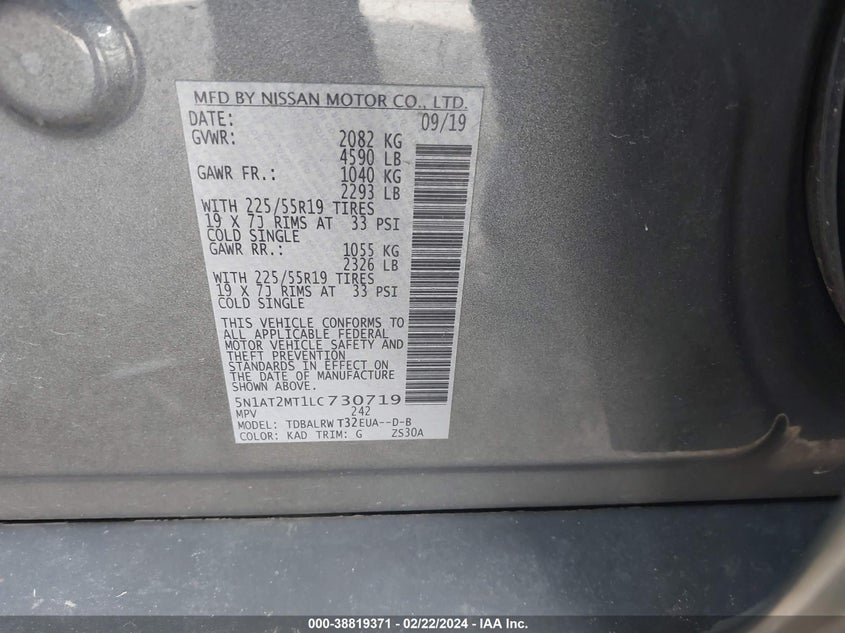 MFD BY NISSAN MOTOR CO., LTD.
DATE: 09/19
GVWR: 2082 KG
4590 LB
GAWR FR.: 1040 KG
2293 LB
WITH 225/55R19 TIRES
19 X 7J RIMS AT 33 PSI
COLD SINGLE
GAWR RR.: 1055 KG
2326 LB
WITH 225/55R19 TIRES
19 X 7J RIMS AT 33 PSI
COLD SINGLE
THIS VEHICLE CONFORMS TO
ALL APPLICABLE FEDERAL
MOTOR VEHICLE SAFETY AND
THEFT PREVENTION
STANDARDS IN EFFECT ON
THE DATE OF MANUFACTURE
SHOWN ABOVE.
5N1AT2MT1LC730719
MPV 242
MODEL: TDBALRWT32EUA--D-B
COLOR: KAD TRIM: G ZS30A
000-38819371 - 02/22/2024 - IAA Inc.